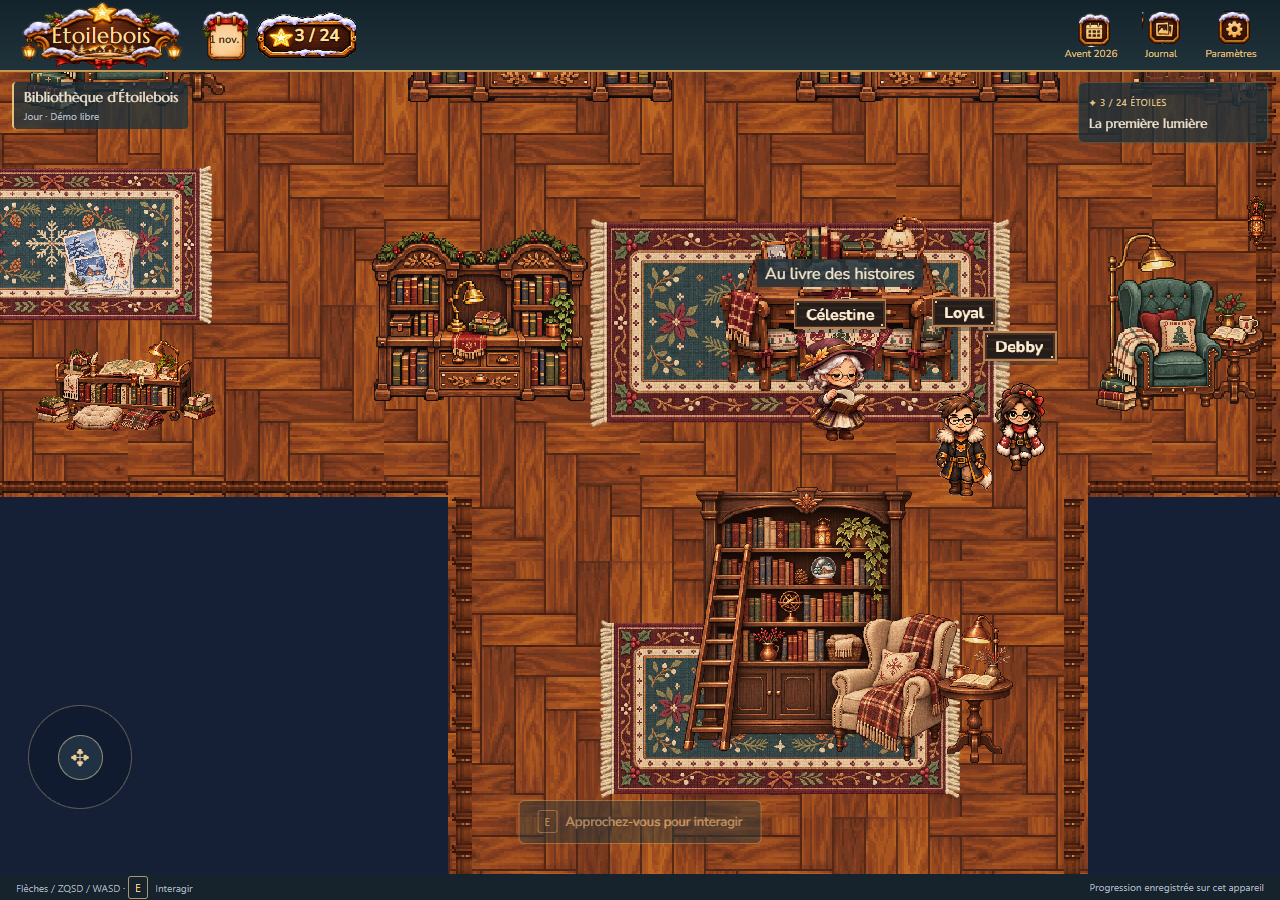 Étoilebois
1 nov.
3 / 24
Avent 2026
Journal
Paramètres
Bibliothèque d'Étoilebois
Jour · Démo libre
✦ 3 / 24 ÉTOILES
La première lumière
Au livre des histoires
Célestine
Loyal
Debby
E Approchez-vous pour interagir
Flèches / ZQSD / WASD · E Interagir
Progression enregistrée sur cet appareil